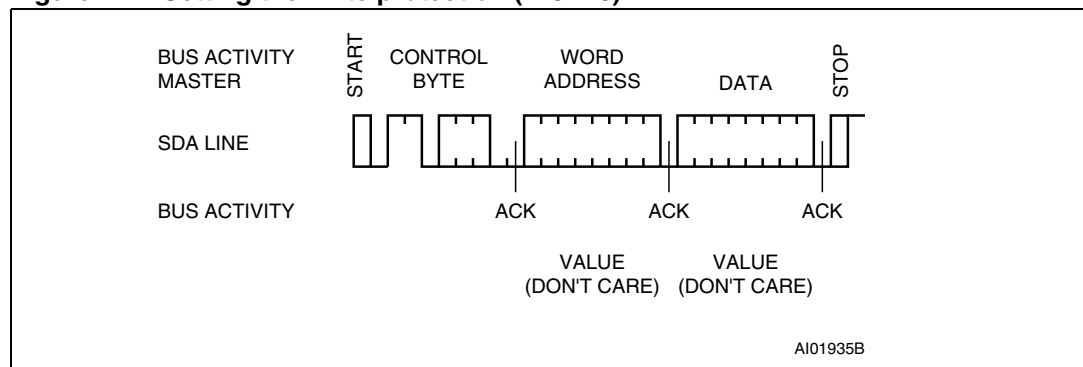 BUS ACTIVITY
MASTER
START
CONTROL
BYTE
WORD
ADDRESS
DATA
STOP
SDA LINE
BUS ACTIVITY
ACK
ACK
ACK
VALUE
(DON'T CARE)
VALUE
(DON'T CARE)
AI01935B